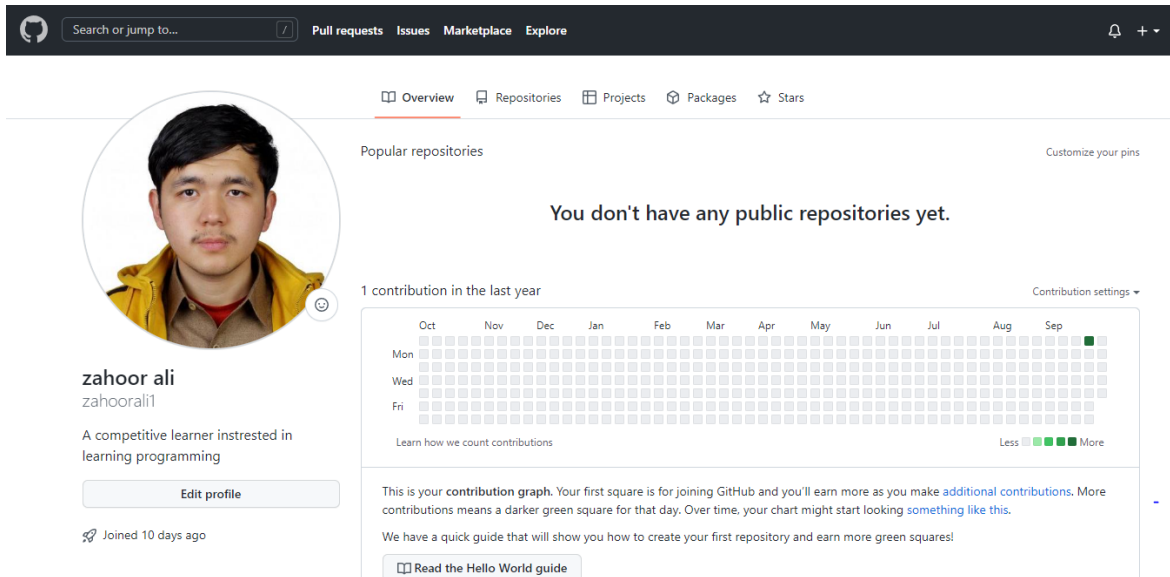 Search or jump to... /
Pull requests Issues Marketplace Explore
Overview Repositories Projects Packages Stars
Popular repositories
Customize your pins
You don't have any public repositories yet.
1 contribution in the last year
Contribution settings
Oct Nov Dec Jan Feb Mar Apr May Jun Jul Aug Sep
Mon
Wed
Fri
Learn how we count contributions
Less More
zahoor ali
zahoorali1
A competitive learner instrested in
learning programming
Edit profile
Joined 10 days ago
This is your contribution graph. Your first square is for joining GitHub and you'll earn more as you make additional contributions. More
contributions means a darker green square for that day. Over time, your chart might start looking something like this.
We have a quick guide that will show you how to create your first repository and earn more green squares!
Read the Hello World guide